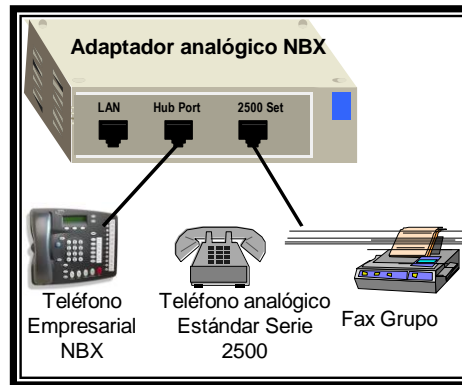 Adaptador analógico NBX
LAN Hub Port 2500 Set
Teléfono
Empresarial
NBX
Teléfono analógico
Estándar Serie
2500
Fax Grupo